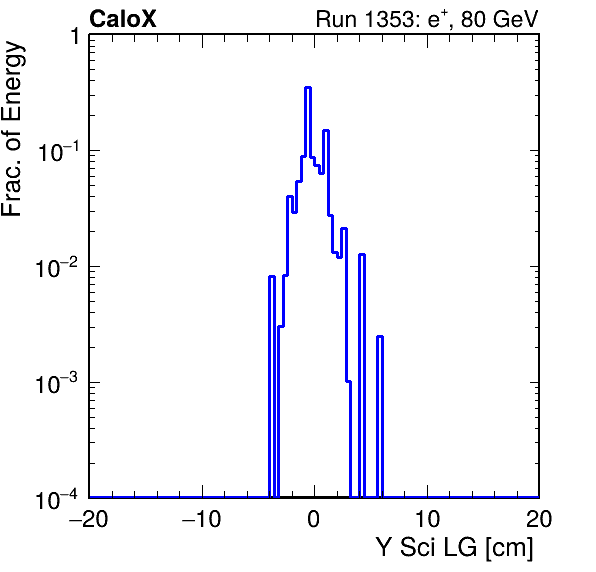 CaloX Run 1353: e⁺, 80 GeV
Frac. of Energy
1
10⁻¹
10⁻²
10⁻³
10⁻⁴
−20 −10 0 10 20
Y Sci LG [cm]